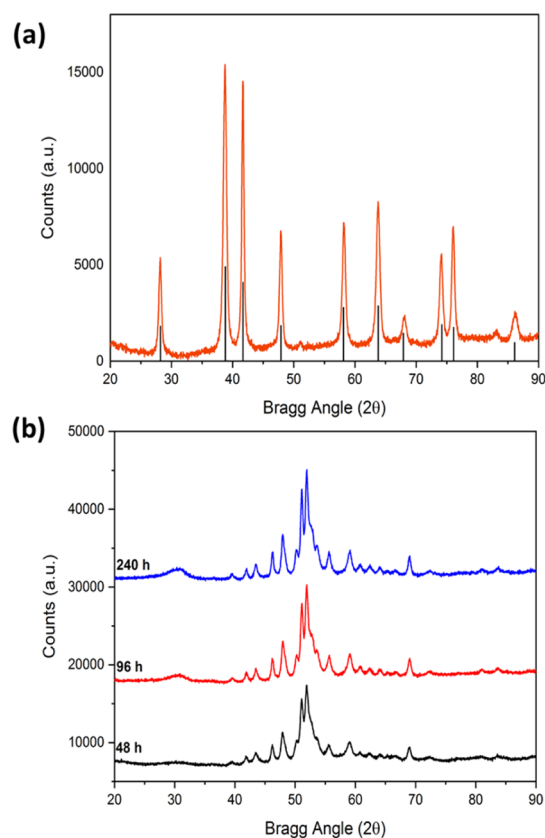 (a)
15000
10000
5000
0
Counts (a.u.)
20 30 40 50 60 70 80 90
Bragg Angle (2θ)
(b)
50000
40000
30000
20000
10000
Counts (a.u.)
240 h
96 h
48 h
20 30 40 50 60 70 80 90
Bragg Angle (2θ)